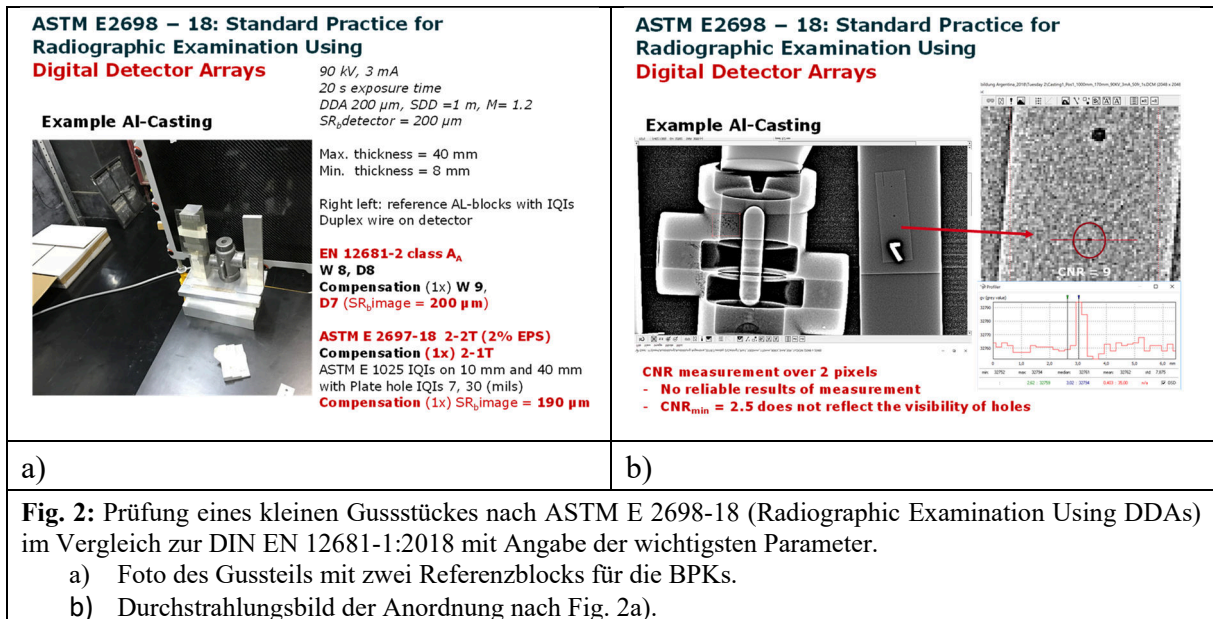 ASTM E2698 – 18: Standard Practice for
Radiographic Examination Using
Digital Detector Arrays
90 kV, 3 mA
20 s exposure time
DDA 200 µm, SDD =1 m, M= 1.2
SRbdetector = 200 µm
Example Al-Casting
Max. thickness = 40 mm
Min. thickness = 8 mm
Right left: reference AL-blocks with IQIs
Duplex wire on detector
EN 12681-2 class AA
W 8, D8
Compensation (1x) W 9,
D7 (SRbimage = 200 µm)
ASTM E 2697-18 2-2T (2% EPS)
Compensation (1x) 2-1T
ASTM E 1025 IQIs on 10 mm and 40 mm
with Plate hole IQIs 7, 30 (mils)
Compensation (1x) SRbimage = 190 µm
a)
ASTM E2698 – 18: Standard Practice for
Radiographic Examination Using
Digital Detector Arrays
Example Al-Casting
7
CNR = 9
Profiler
CNR measurement over 2 pixels
- No reliable results of measurement
- CNRmin = 2.5 does not reflect the visibility of holes
b)
Fig. 2: Prüfung eines kleinen Gussstückes nach ASTM E 2698-18 (Radiographic Examination Using DDAs)
im Vergleich zur DIN EN 12681-1:2018 mit Angabe der wichtigsten Parameter.
a) Foto des Gussteils mit zwei Referenzblocks für die BPKs.
b) Durchstrahlungsbild der Anordnung nach Fig. 2a).